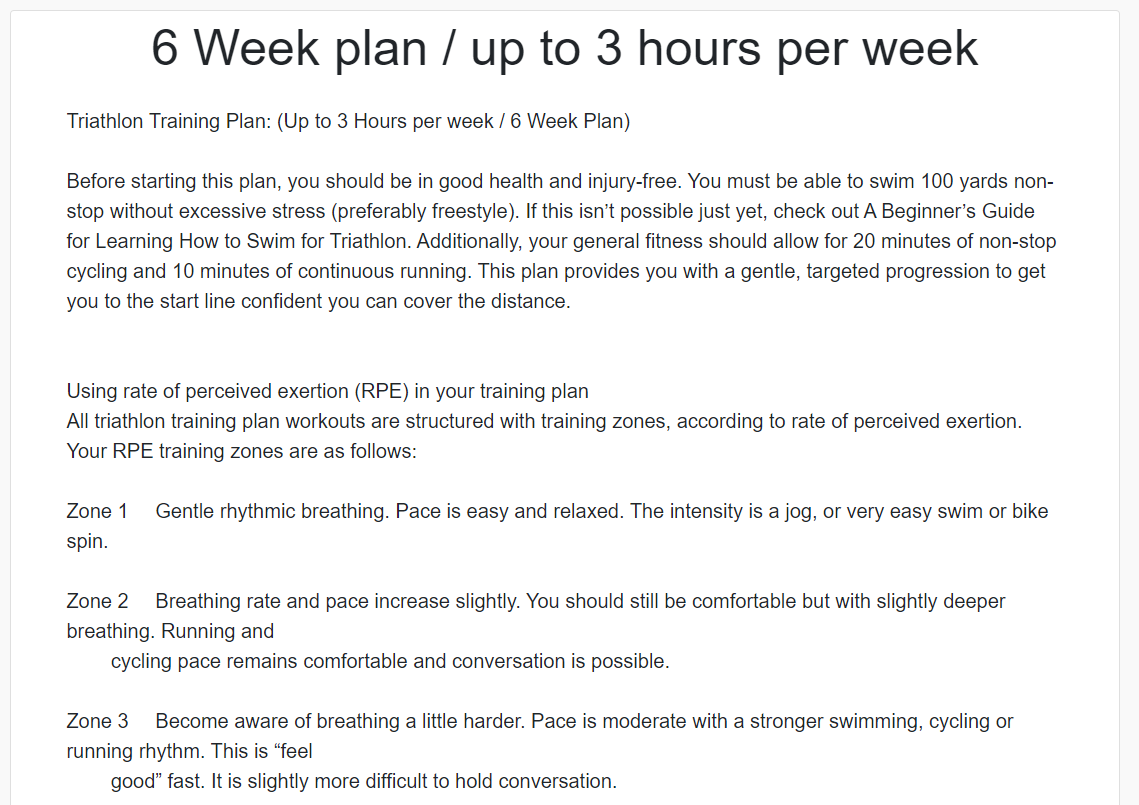 6 Week plan / up to 3 hours per week
Triathlon Training Plan: (Up to 3 Hours per week / 6 Week Plan)
Before starting this plan, you should be in good health and injury-free. You must be able to swim 100 yards non-
stop without excessive stress (preferably freestyle). If this isn’t possible just yet, check out A Beginner’s Guide
for Learning How to Swim for Triathlon. Additionally, your general fitness should allow for 20 minutes of non-stop
cycling and 10 minutes of continuous running. This plan provides you with a gentle, targeted progression to get
you to the start line confident you can cover the distance.
Using rate of perceived exertion (RPE) in your training plan
All triathlon training plan workouts are structured with training zones, according to rate of perceived exertion.
Your RPE training zones are as follows:
Zone 1 Gentle rhythmic breathing. Pace is easy and relaxed. The intensity is a jog, or very easy swim or bike
spin.
Zone 2 Breathing rate and pace increase slightly. You should still be comfortable but with slightly deeper
breathing. Running and
cycling pace remains comfortable and conversation is possible.
Zone 3 Become aware of breathing a little harder. Pace is moderate with a stronger swimming, cycling or
running rhythm. This is “feel
good” fast. It is slightly more difficult to hold conversation.